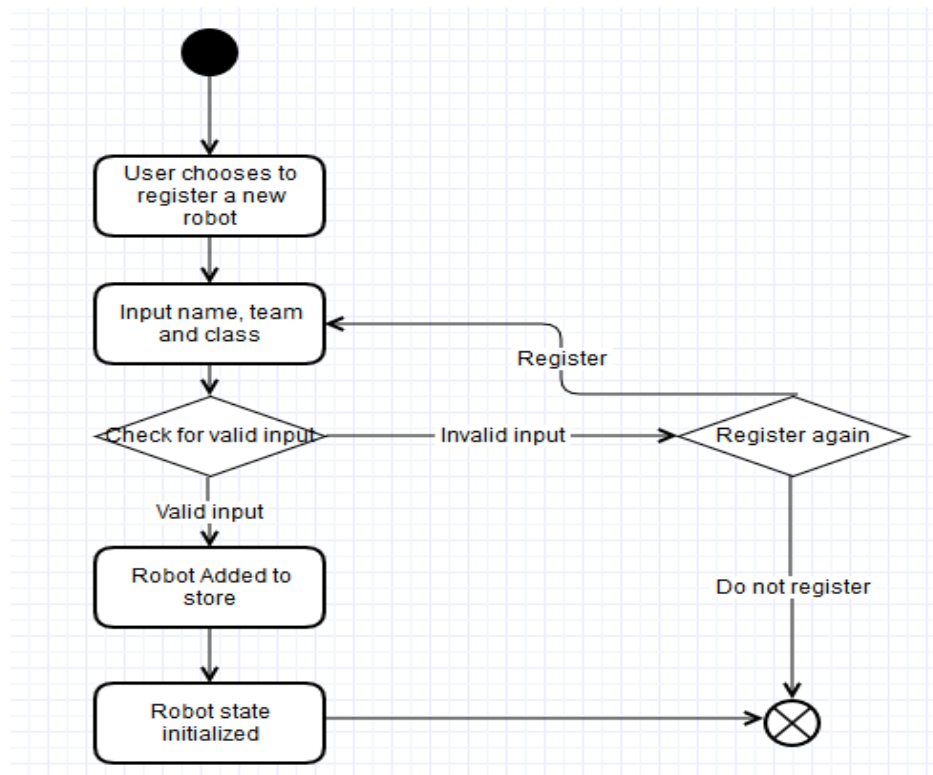 User chooses to
register a new
robot
Input name, team
and class
Register
Check for valid input
Invalid input
Register again
Valid input
Robot Added to
store
Do not register
Robot state
initialized